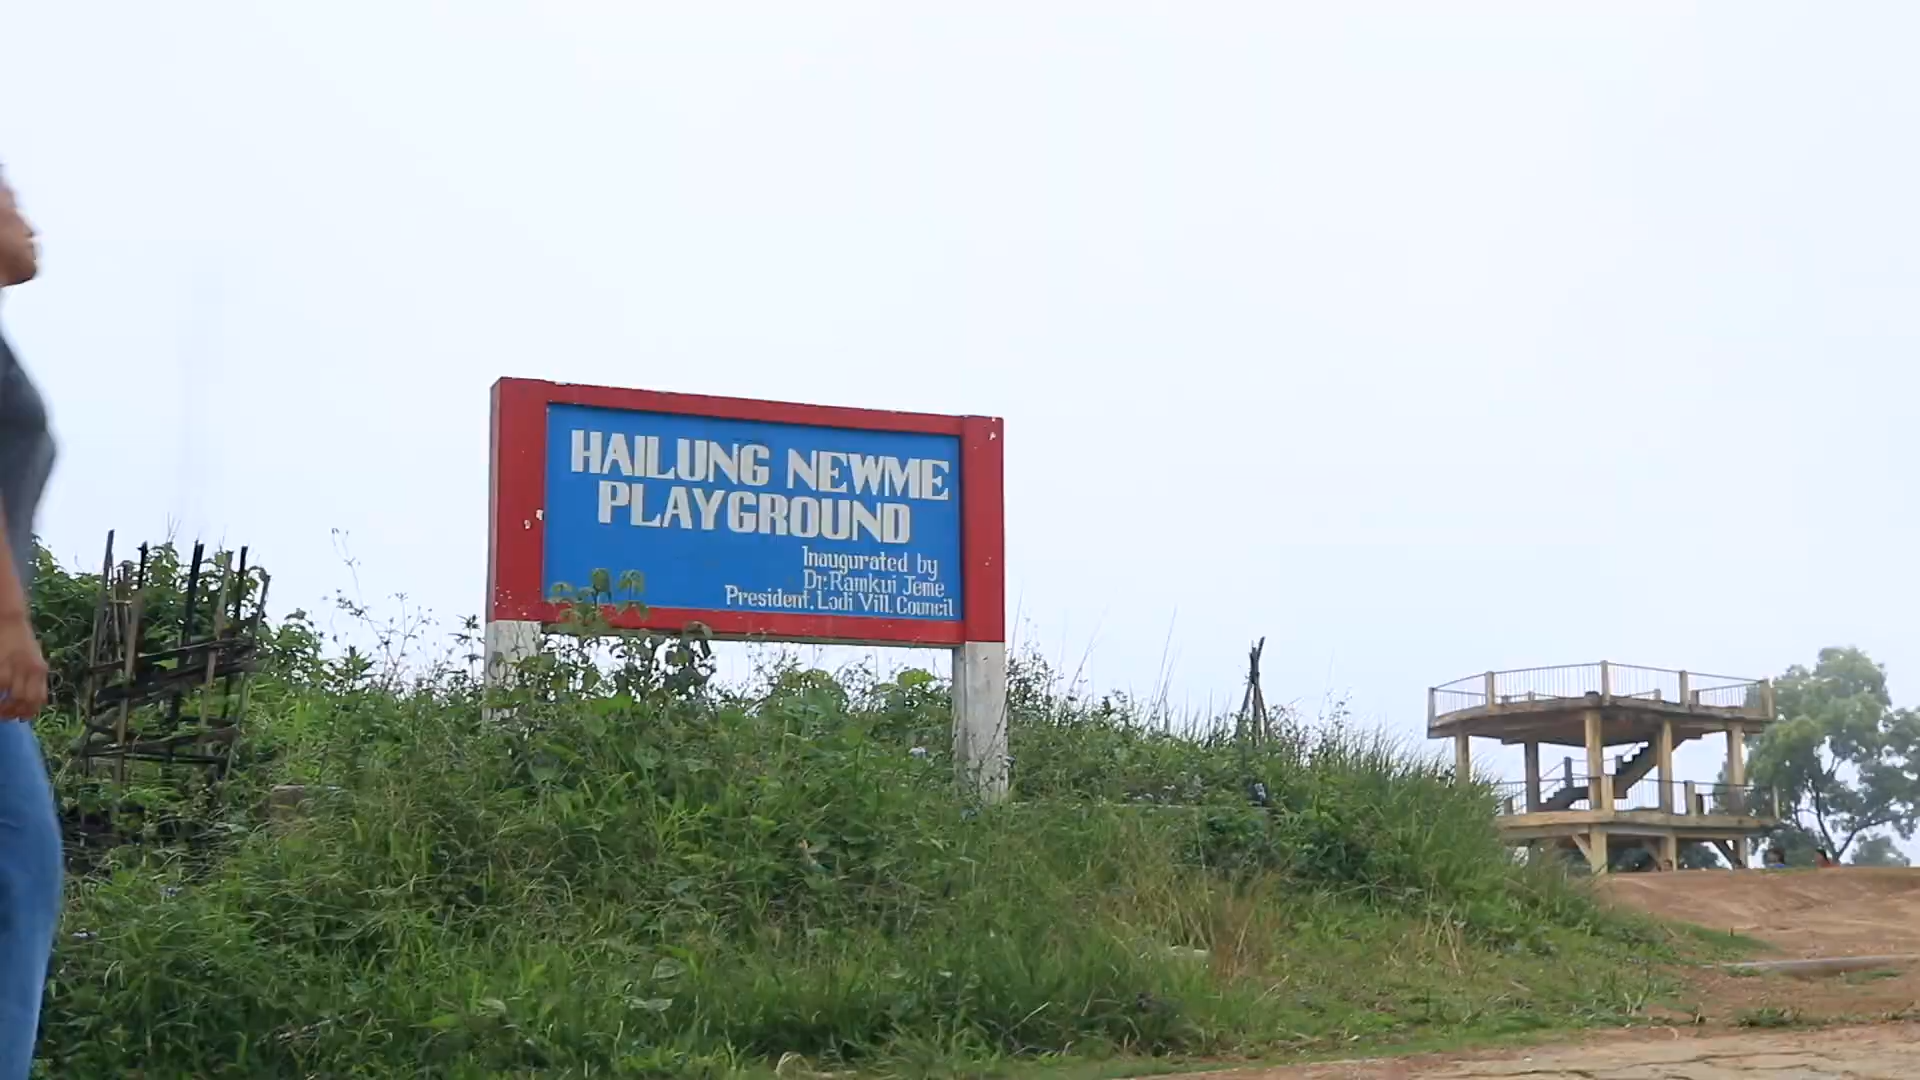 HAILUNG NEWME
PLAYGROUND
Inaugurated by
Dr. Ramkui Jeme
President, Lodi Vill. Council